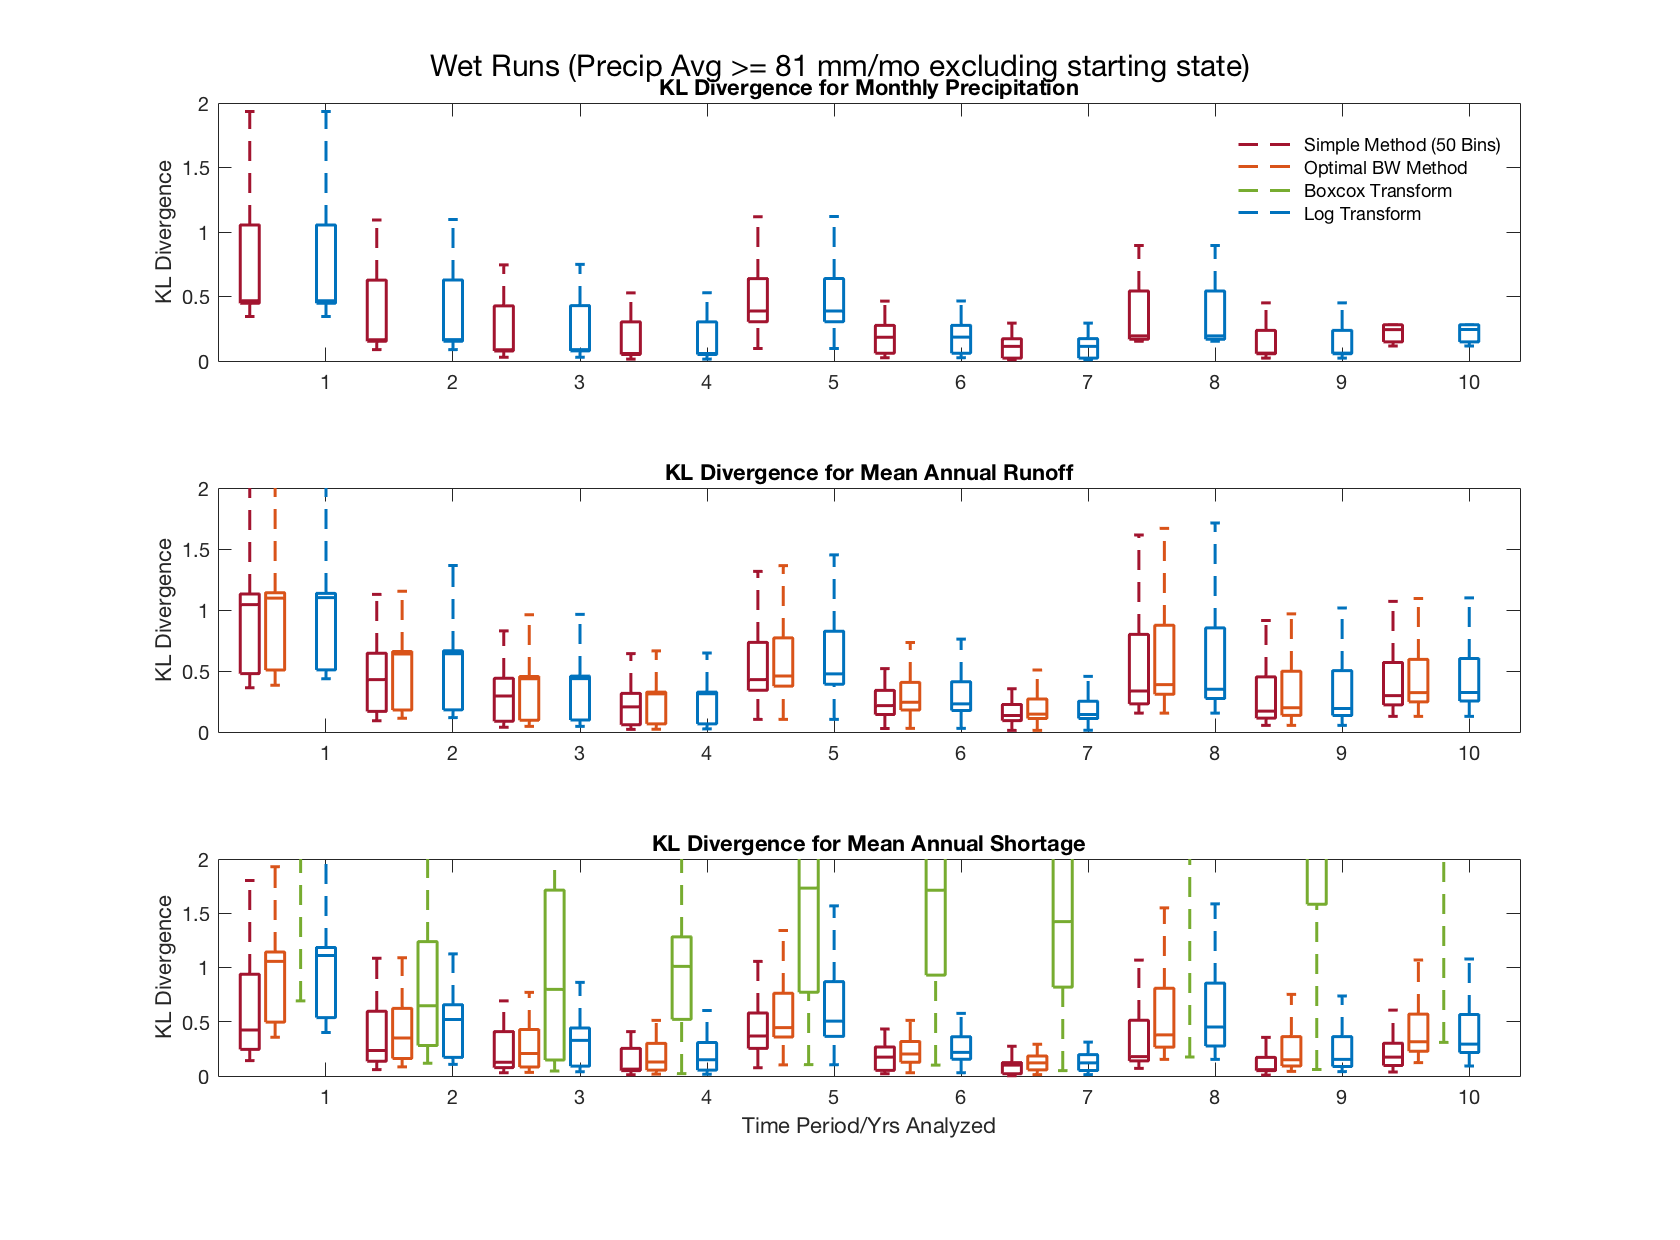 Wet Runs (Precip Avg >= 81 mm/mo excluding starting state)
KL Divergence for Monthly Precipitation
KL Divergence
2
1.5
1
0.5
0
Simple Method (50 Bins)
Optimal BW Method
Boxcox Transform
Log Transform
1 2 3 4 5 6 7 8 9 10
KL Divergence for Mean Annual Runoff
KL Divergence
2
1.5
1
0.5
0
1 2 3 4 5 6 7 8 9 10
KL Divergence for Mean Annual Shortage
KL Divergence
2
1.5
1
0.5
0
1 2 3 4 5 6 7 8 9 10
Time Period/Yrs Analyzed